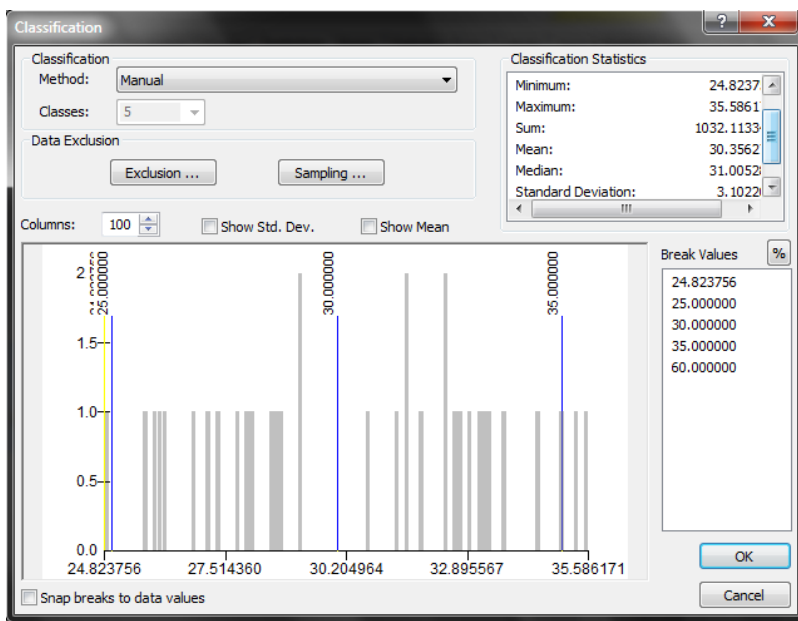 Classification
Classification
Method: Manual
Classes: 5
Data Exclusion
Exclusion ...
Sampling ...
Classification Statistics
Minimum: 24.8237
Maximum: 35.5861
Sum: 1032.1133
Mean: 30.3562
Median: 31.0052
Standard Deviation: 3.1022
Columns: 100
Show Std. Dev.
Show Mean
Break Values %
24.823756
25.000000
30.000000
35.000000
60.000000
25.000000
30.000000
35.000000
2
1.5
1.0
0.5
0.0
24.823756 27.514360 30.204964 32.895567 35.586171
OK
Cancel
Snap breaks to data values